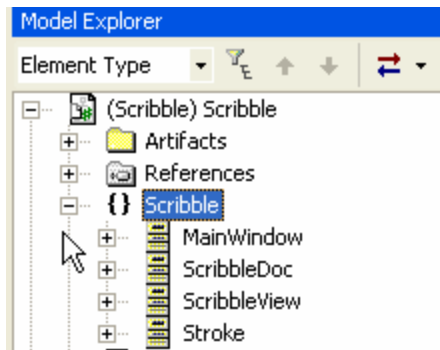 Model Explorer
Element Type
(Scribble) Scribble
Artifacts
References
{} Scribble
MainWindow
ScribbleDoc
ScribbleView
Stroke